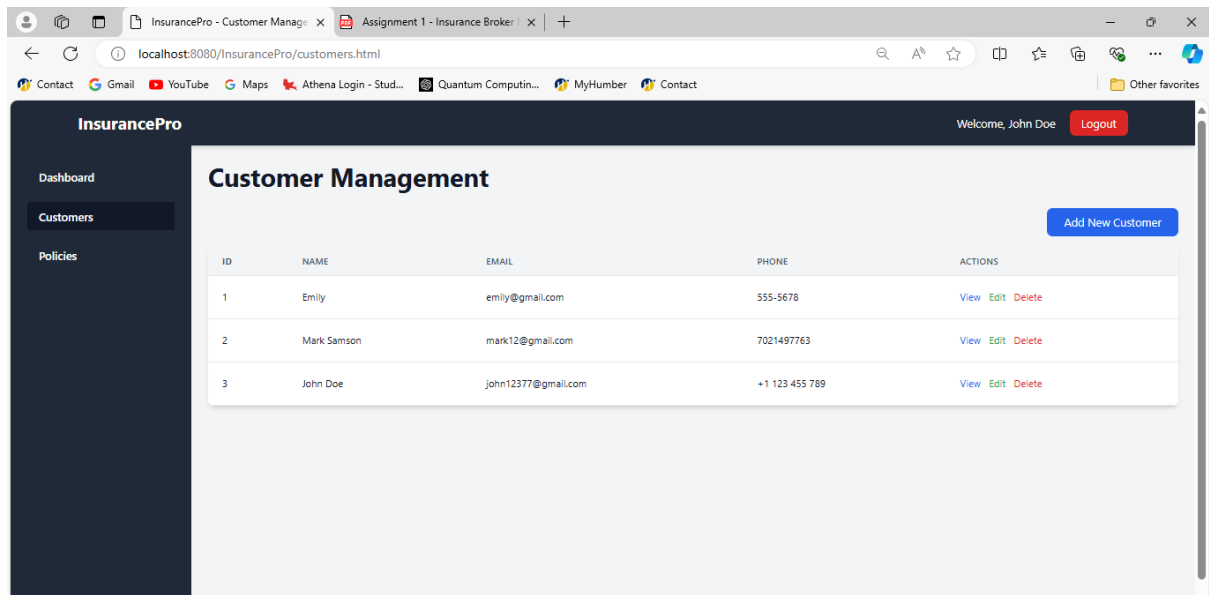 InsurancePro - Customer Manage
Assignment 1 - Insurance Broker
localhost:8080/InsurancePro/customers.html
Contact Gmail YouTube Maps Athena Login - Stud... Quantum Computin... MyHumber Contact Other favorites
InsurancePro Welcome, John Doe Logout
Dashboard
Customer Management
Customers
Add New Customer
Policies
ID NAME EMAIL PHONE ACTIONS
1 Emily emily@gmail.com 555-5678 View Edit Delete
2 Mark Samson mark12@gmail.com 7021497763 View Edit Delete
3 John Doe john12377@gmail.com +1 123 455 789 View Edit Delete